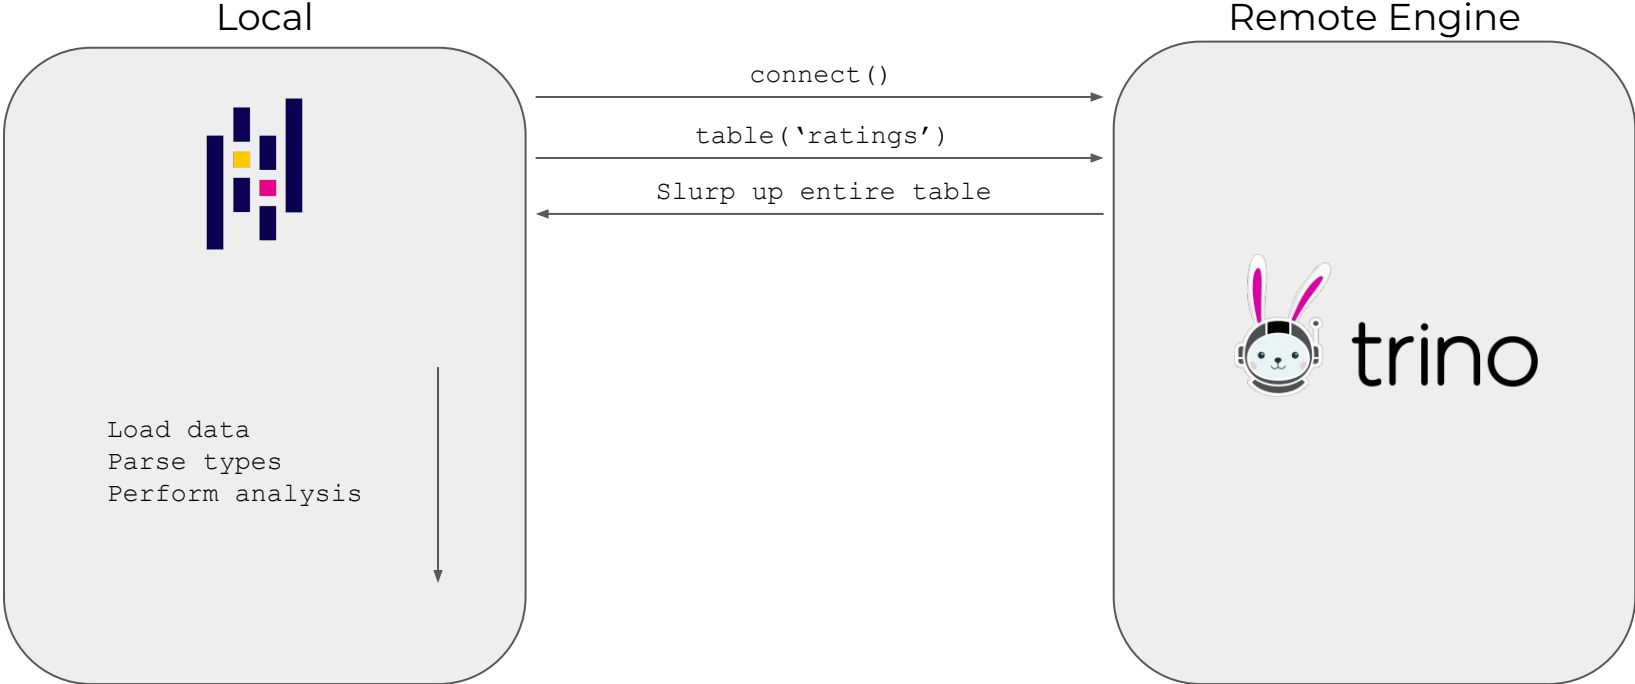 Local
Remote Engine
connect()
table(‘ratings’)
Slurp up entire table
trino
Load data
Parse types
Perform analysis